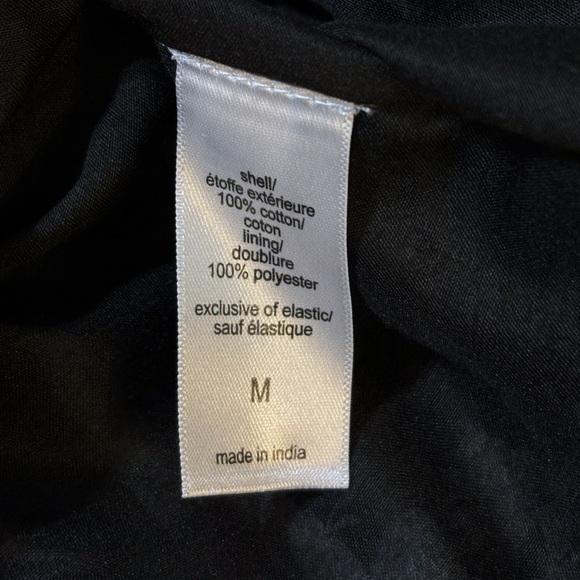 shell/
étoffe extérieure
100% cotton/
coton
lining/
doublure
100% polyester
exclusive of elastic/
sauf élastique
M
made in india